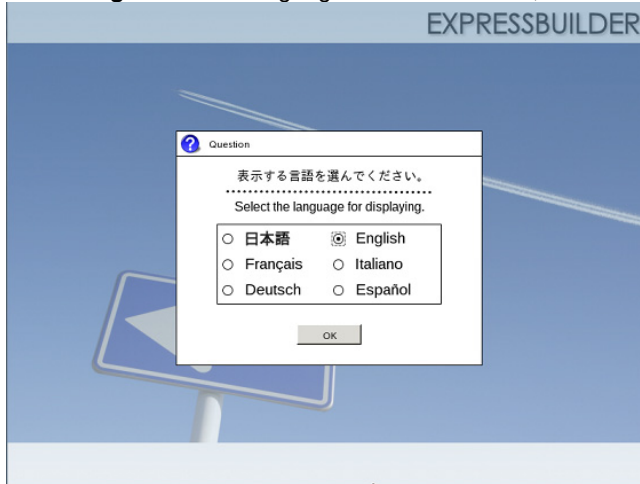 EXPRESSBUILDER
Question
表示する言語を選んでください。
Select the language for displaying.
日本語 English
Français Italiano
Deutsch Español
OK